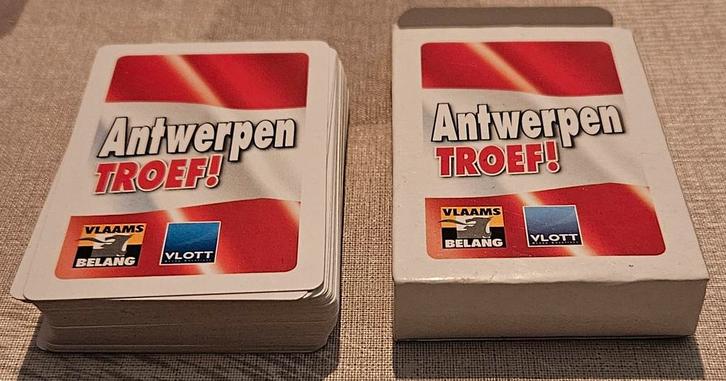 Antwerpen
TROEF!
VLAAMS
BELANG
VLOTT
Antwerpen
TROEF!
VLAAMS
BELANG
VLOTT